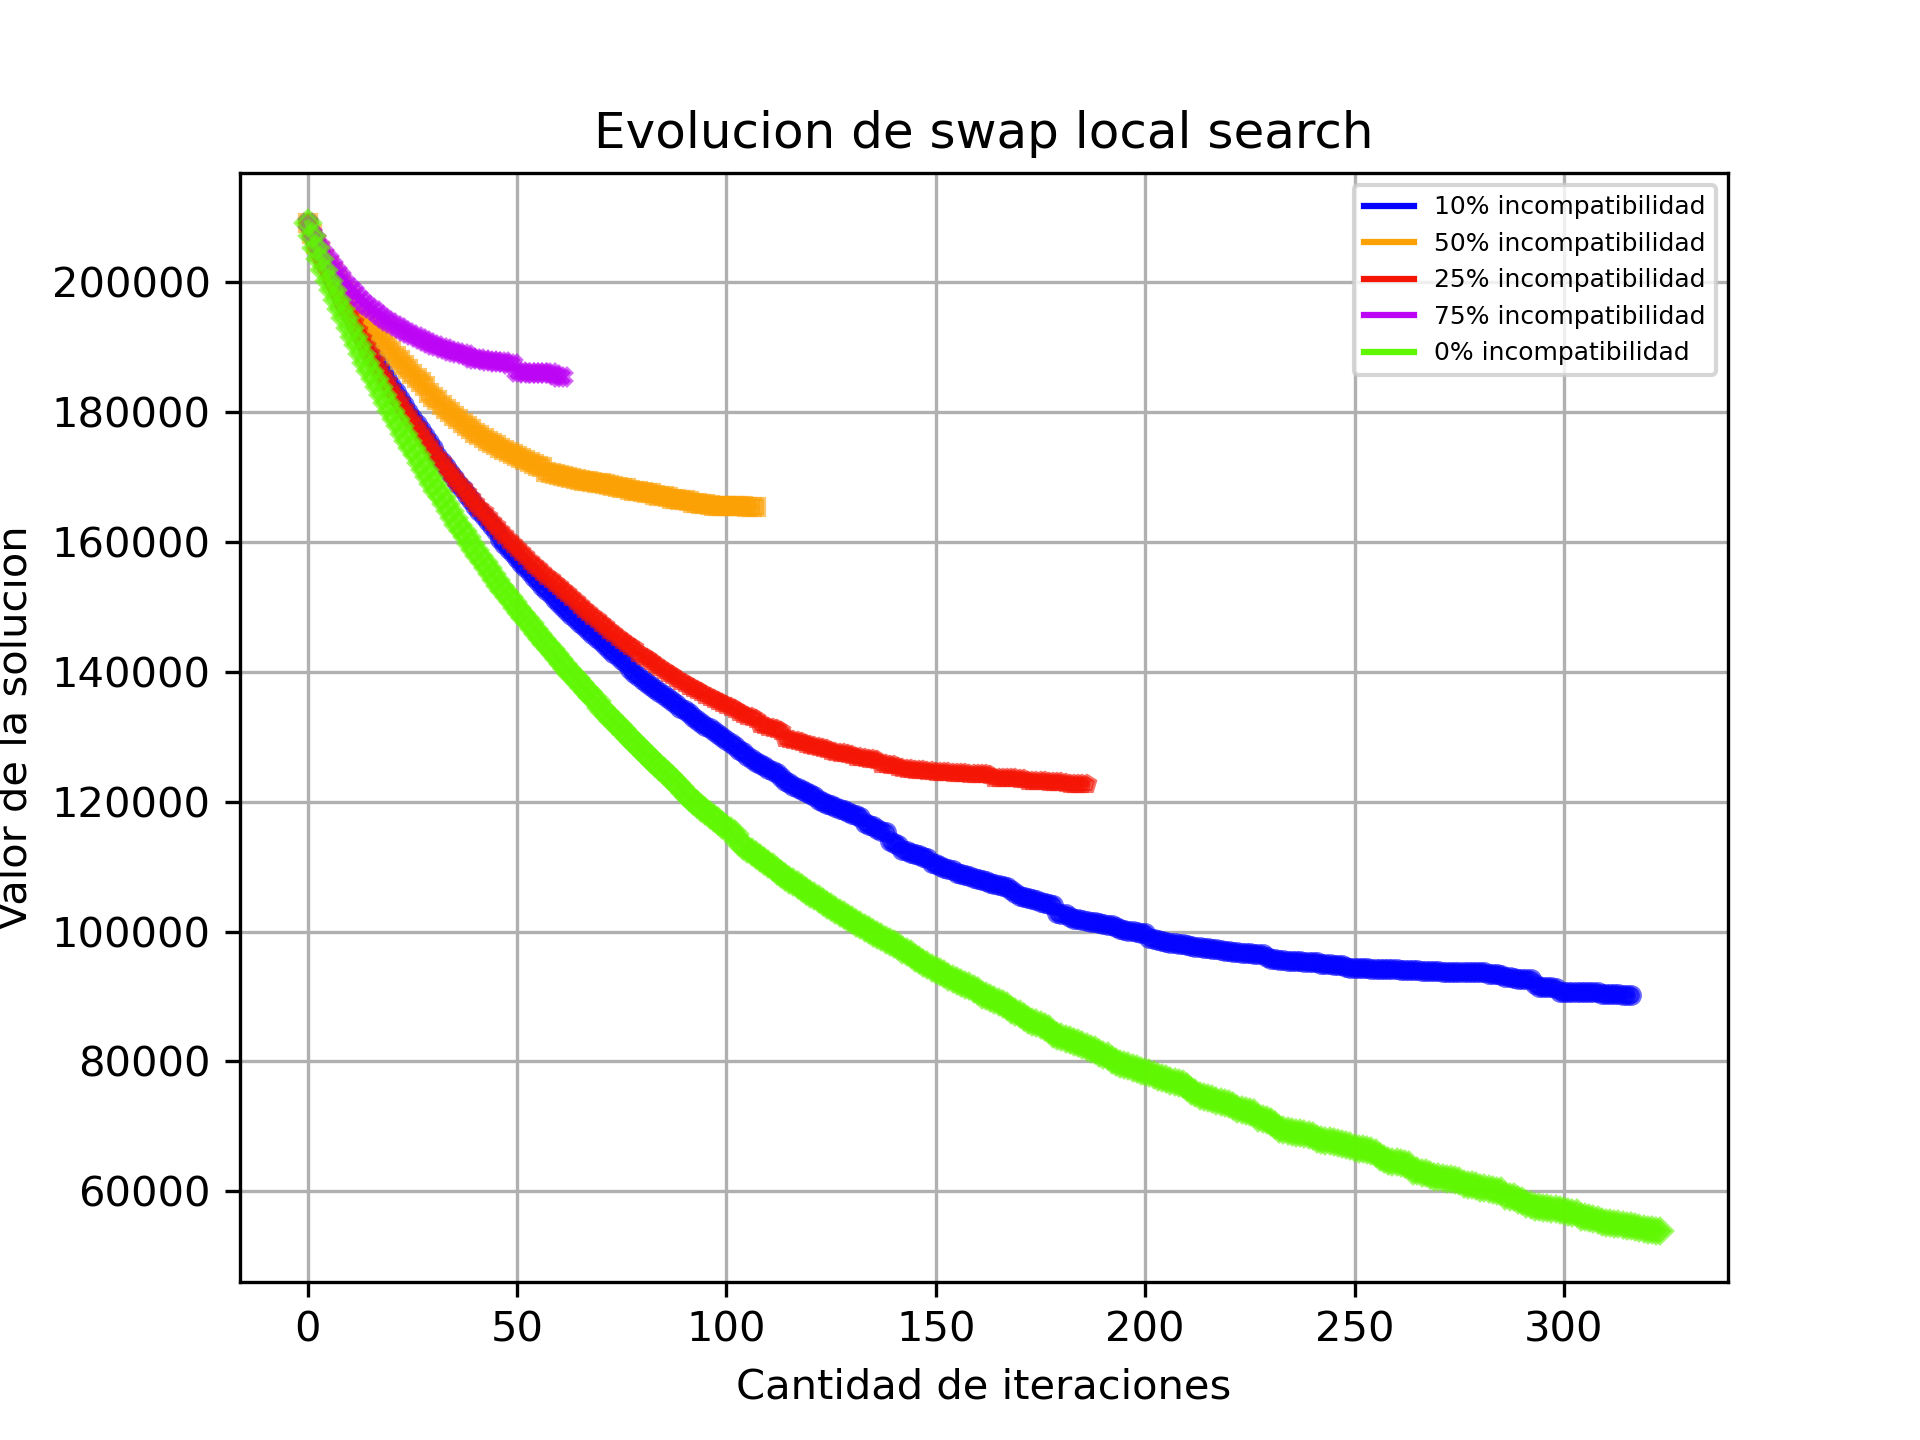 Evolucion de swap local search
10% incompatibilidad
50% incompatibilidad
25% incompatibilidad
75% incompatibilidad
0% incompatibilidad
Valor de la solucion
200000
180000
160000
140000
120000
100000
80000
60000
0 50 100 150 200 250 300
Cantidad de iteraciones